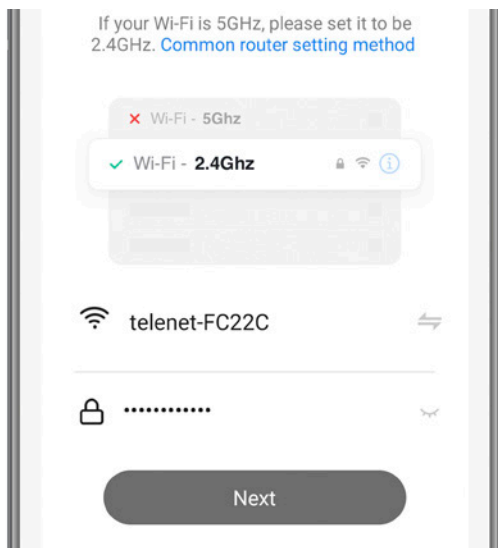 If your Wi-Fi is 5GHz, please set it to be
2.4GHz. Common router setting method
Wi-Fi - 5Ghz
Wi-Fi - 2.4Ghz
telenet-FC22C
••••••••••••
Next